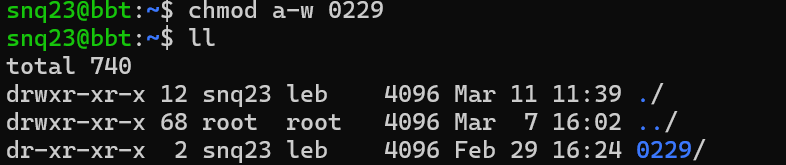 snq23@bbt:~$ chmod a-w 0229
snq23@bbt:~$ ll
total 740
drwxr-xr-x 12 snq23 leb    4096 Mar 11 11:39 ./
drwxr-xr-x 68 root  root   4096 Mar  7 16:02 ../
dr-xr-xr-x  2 snq23 leb    4096 Feb 29 16:24 0229/